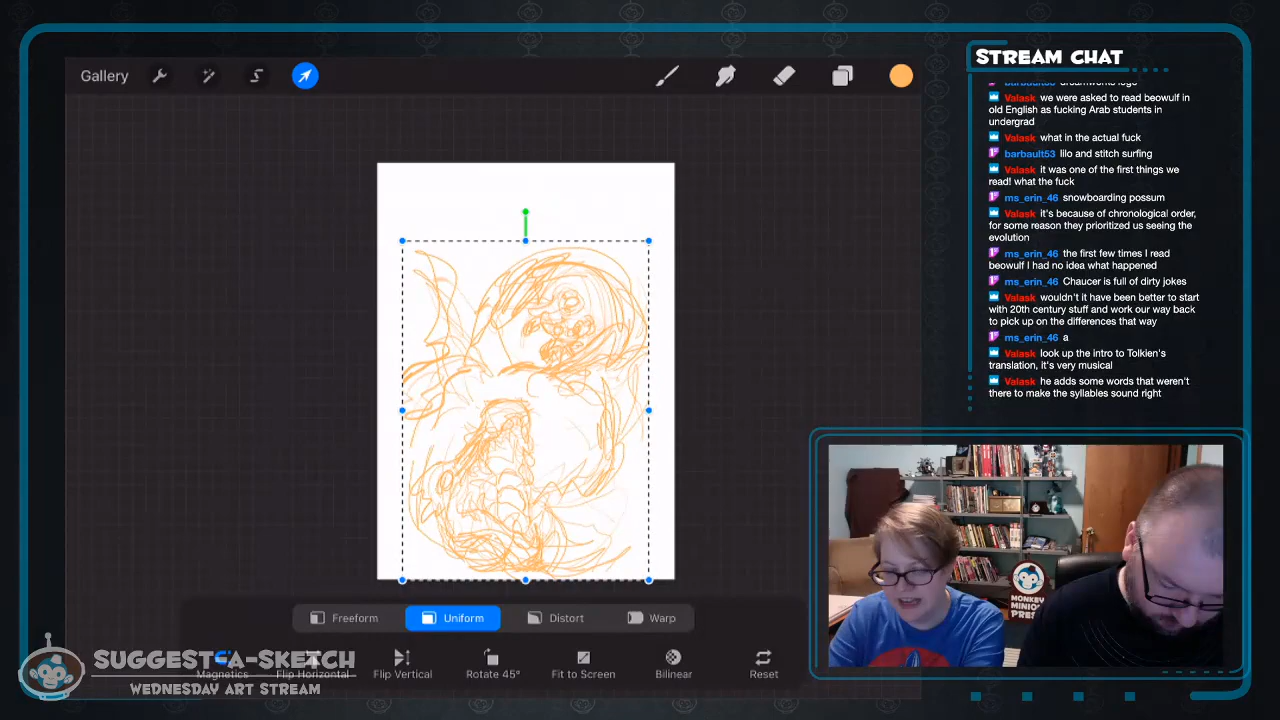 Gallery
STREAM CHAT
Valask we were asked to read beowulf in
old English as fucking Arab students in
undergrad
Valask what in the actual fuck
barbault53 lilo and stitch surfing
Valask it was one of the first things we
read! what the fuck
ms_erin_46 snowboarding possum
Valask it's because of chronological order,
for some reason they prioritized us seeing the
evolution
ms_erin_46 the first few times I read
beowulf I had no idea what happened
ms_erin_46 Chaucer is full of dirty jokes
Valask wouldn't it have been better to start
with 20th century stuff and work our way back
to pick up on the differences that way
ms_erin_46 a
Valask look up the intro to Tolkien's
translation, it's very musical
Valask he adds some words that weren't
there to make the syllables sound right
Freeform Uniform Distort Warp
Magnetics Flip Horizontal Flip Vertical Rotate 45° Fit to Screen Bilinear Reset
SUGGEST-A-SKETCH
WEDNESDAY ART STREAM
MONKEY
MINION
PRESS